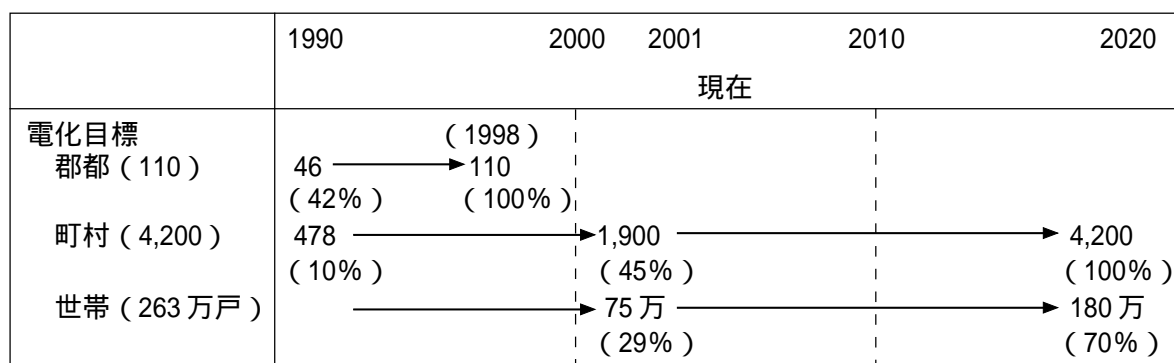 1990 2000 2001 2010 2020
現在
電化目標 (1998)
郡都(110) 46 110
(42%) (100%)
町村(4,200) 478 1,900 4,200
(10%) (45%) (100%)
世帯(263万戸) 75万 180万
(29%) (70%)